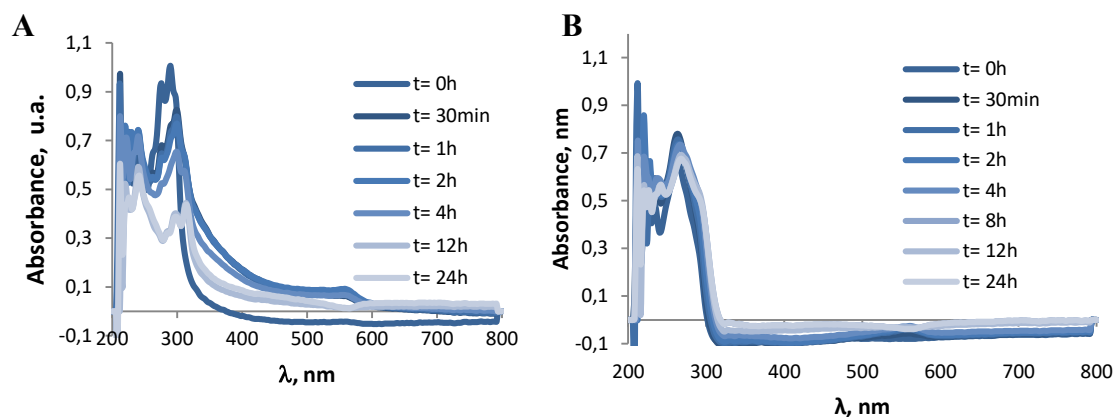 A
1,1
0,9
0,7
0,5
0,3
0,1
-0,1
200 300 400 500 600 700 800
Absorbance, u.a.
λ, nm
t= 0h
t= 30min
t= 1h
t= 2h
t= 4h
t= 12h
t= 24h
B
1,1
0,9
0,7
0,5
0,3
0,1
-0,1
200 300 400 500 600 700 800
Absorbance, nm
λ, nm
t= 0h
t= 30min
t= 1h
t= 2h
t= 4h
t= 8h
t= 12h
t= 24h